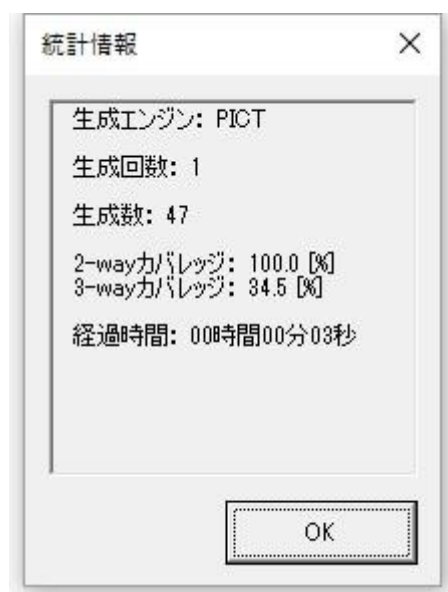 統計情報
生成エンジン: PICT
生成回数: 1
生成数: 47
2-wayカバレッジ: 100.0 [%]
3-wayカバレッジ: 34.5 [%]
経過時間: 00時間00分03秒
OK